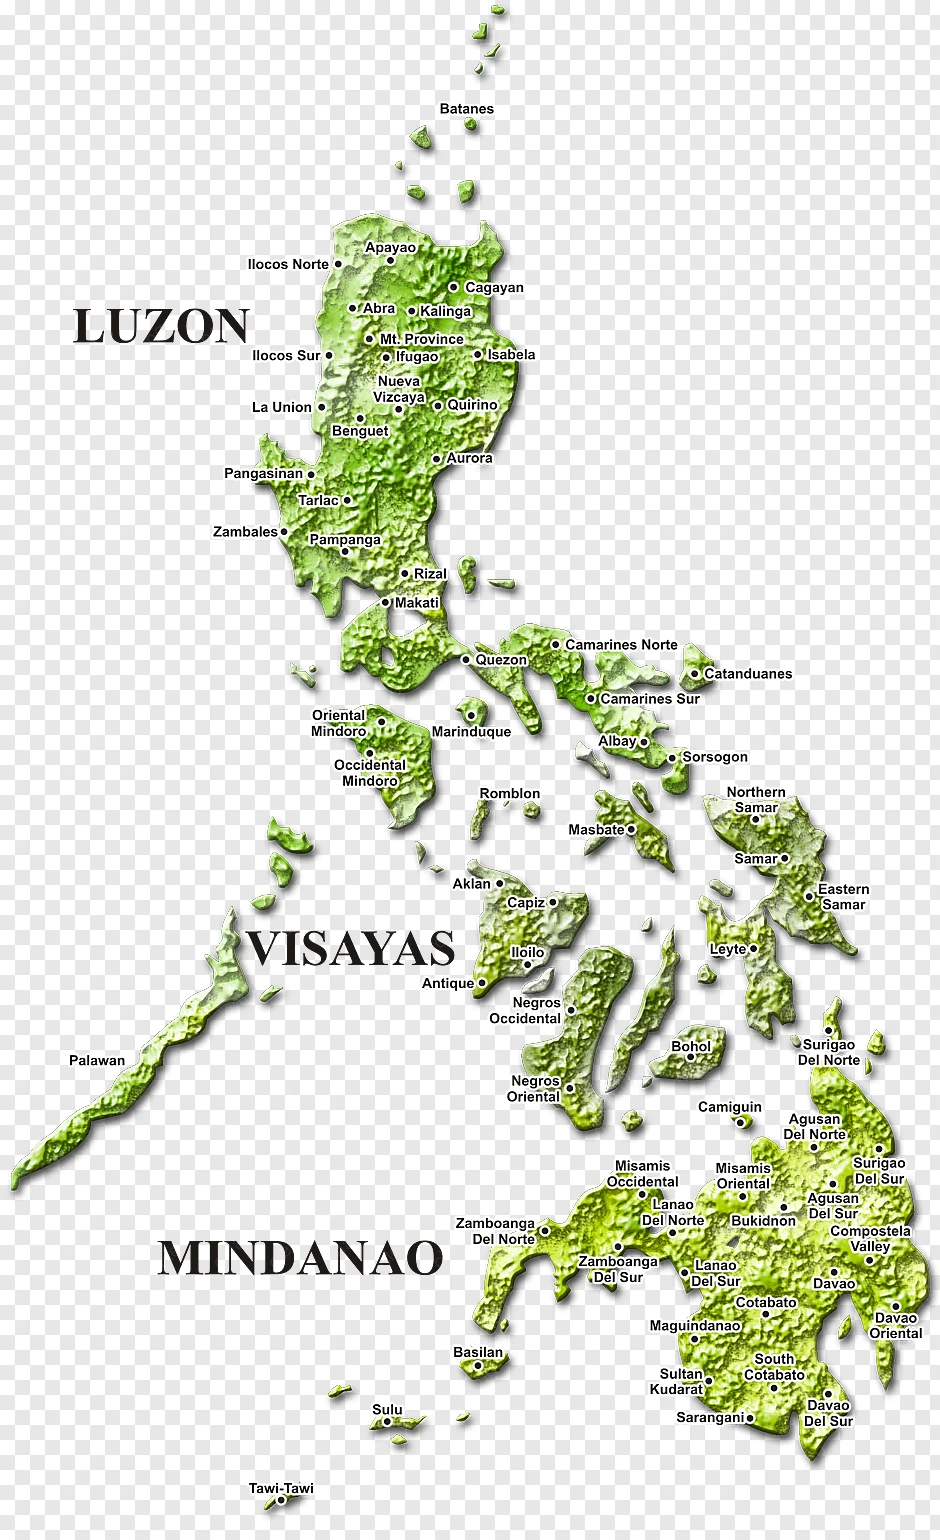 Batanes
Apayao
Ilocos Norte
Cagayan
Abra
Kalinga
LUZON
Mt. Province
Ilocos Sur
Ifugao
Isabela
Nueva
Vizcaya
La Union
Quirino
Benguet
Aurora
Pangasinan
Tarlac
Zambales
Pampanga
Rizal
Makati
Camarines Norte
Quezon
Catanduanes
Camarines Sur
Oriental
Mindoro
Marinduque
Albay
Sorsogon
Occidental
Mindoro
Romblon
Northern
Samar
Masbate
Samar
Aklan
Eastern
Samar
Capiz
VISAYAS
Iloilo
Leyte
Antique
Negros
Occidental
Bohol
Surigao
Del Norte
Palawan
Negros
Oriental
Camiguin
Agusan
Del Norte
Misamis
Occidental
Misamis
Oriental
Surigao
Del Sur
Agusan
Del Sur
Lanao
Del Norte
Bukidnon
Zamboanga
Del Norte
Compostela
Valley
MINDANAO
Zamboanga
Del Sur
Lanao
Del Sur
Davao
Cotabato
Maguindanao
Davao
Oriental
Basilan
South
Cotabato
Sultan
Kudarat
Sulu
Sarangani
Davao
Del Sur
Tawi-Tawi